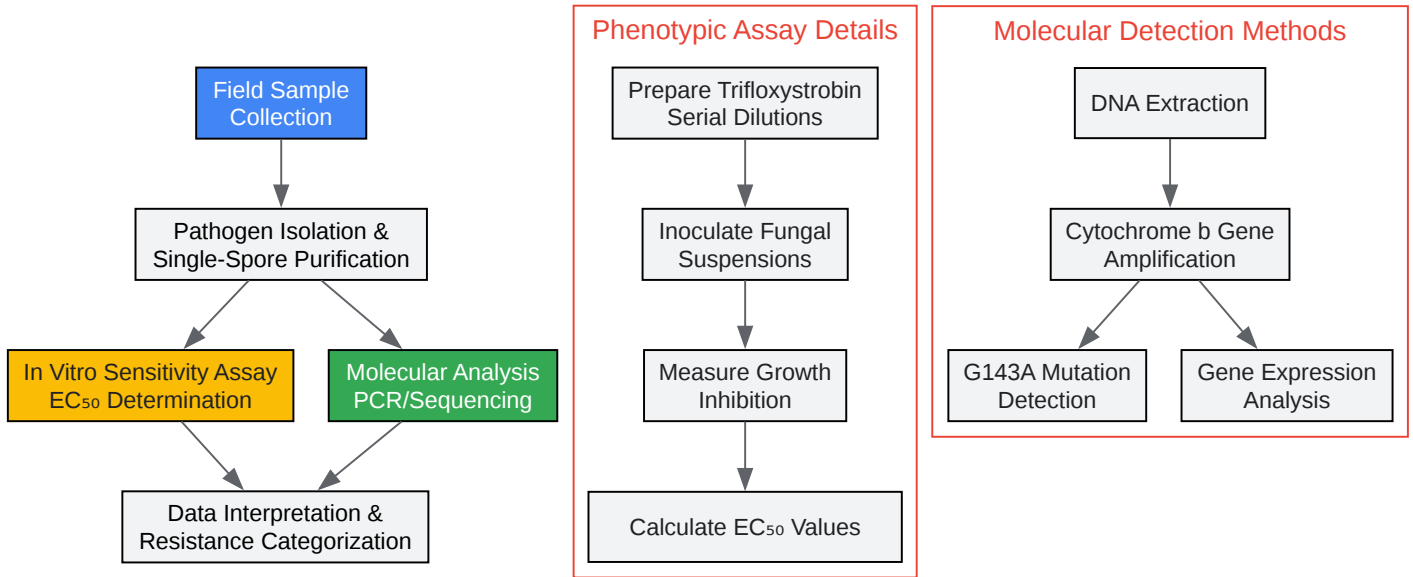 Field Sample
Collection
Pathogen Isolation &
Single-Spore Purification
In Vitro Sensitivity Assay
EC₅₀ Determination
Molecular Analysis
PCR/Sequencing
Data Interpretation &
Resistance Categorization
Phenotypic Assay Details
Prepare Trifloxystrobin
Serial Dilutions
Inoculate Fungal
Suspensions
Measure Growth
Inhibition
Calculate EC₅₀ Values
Molecular Detection Methods
DNA Extraction
Cytochrome b Gene
Amplification
G143A Mutation
Detection
Gene Expression
Analysis